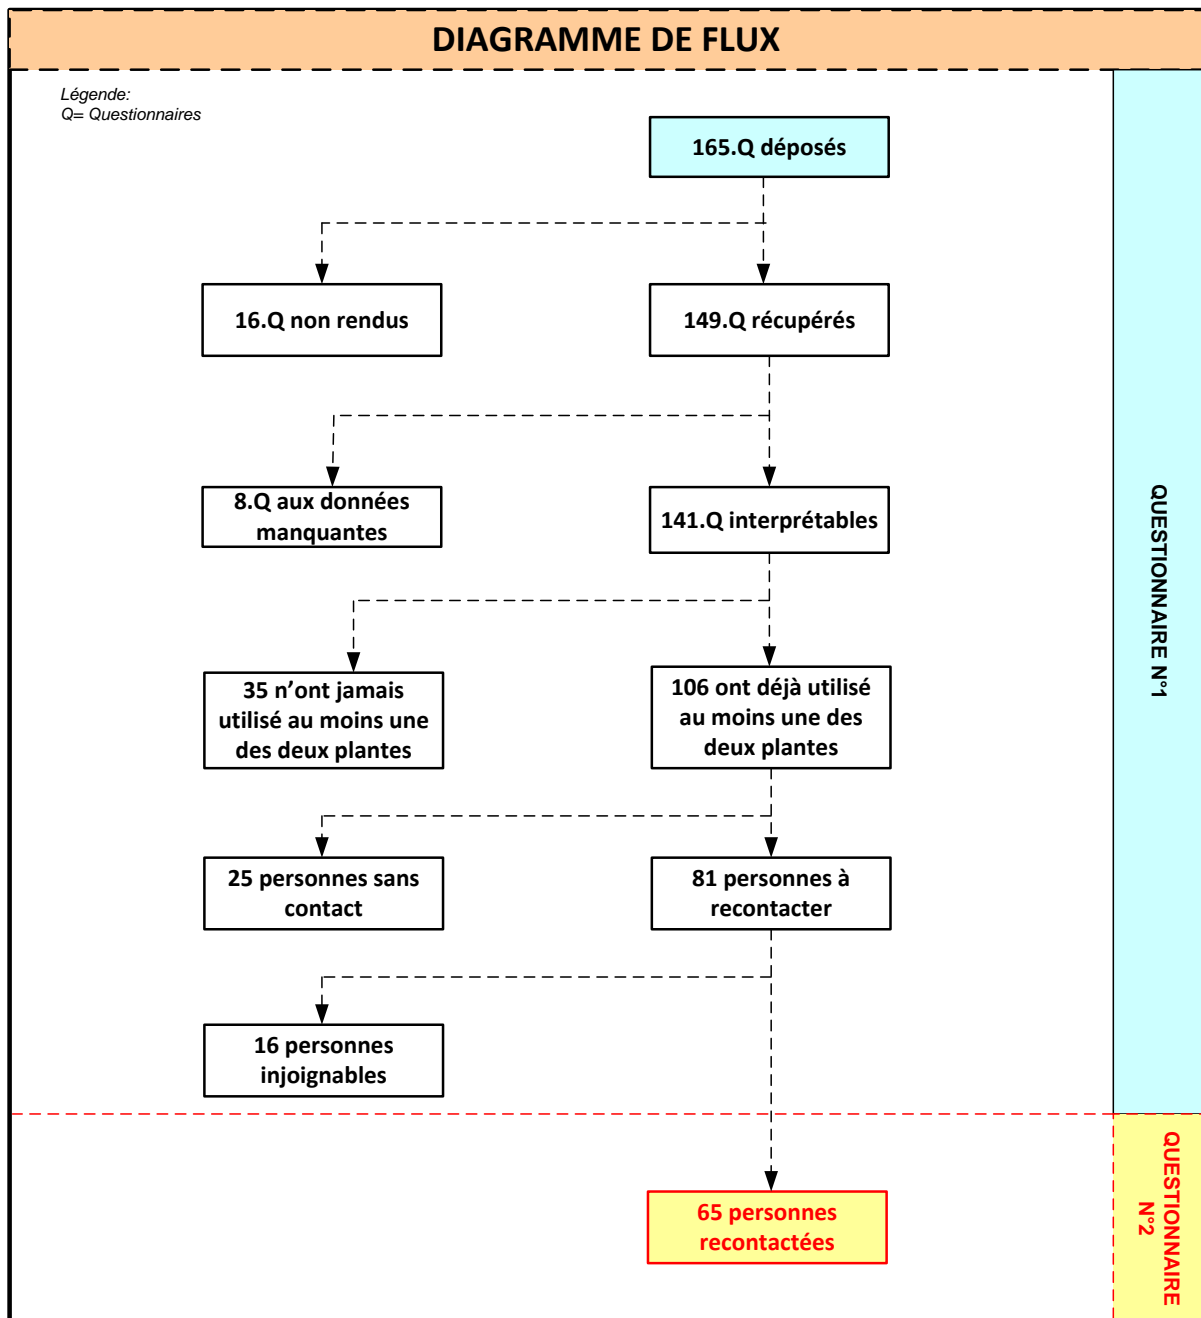 DIAGRAMME DE FLUX
Légende:
Q= Questionnaires
165.Q déposés
16.Q non rendus
149.Q récupérés
8.Q aux données
manquantes
141.Q interprétables
35 n’ont jamais
utilisé au moins une
des deux plantes
106 ont déjà utilisé
au moins une des
deux plantes
25 personnes sans
contact
81 personnes à
recontacter
16 personnes
injoignables
QUESTIONNAIRE N°1
65 personnes
recontactées
QUESTIONNAIRE
N°2